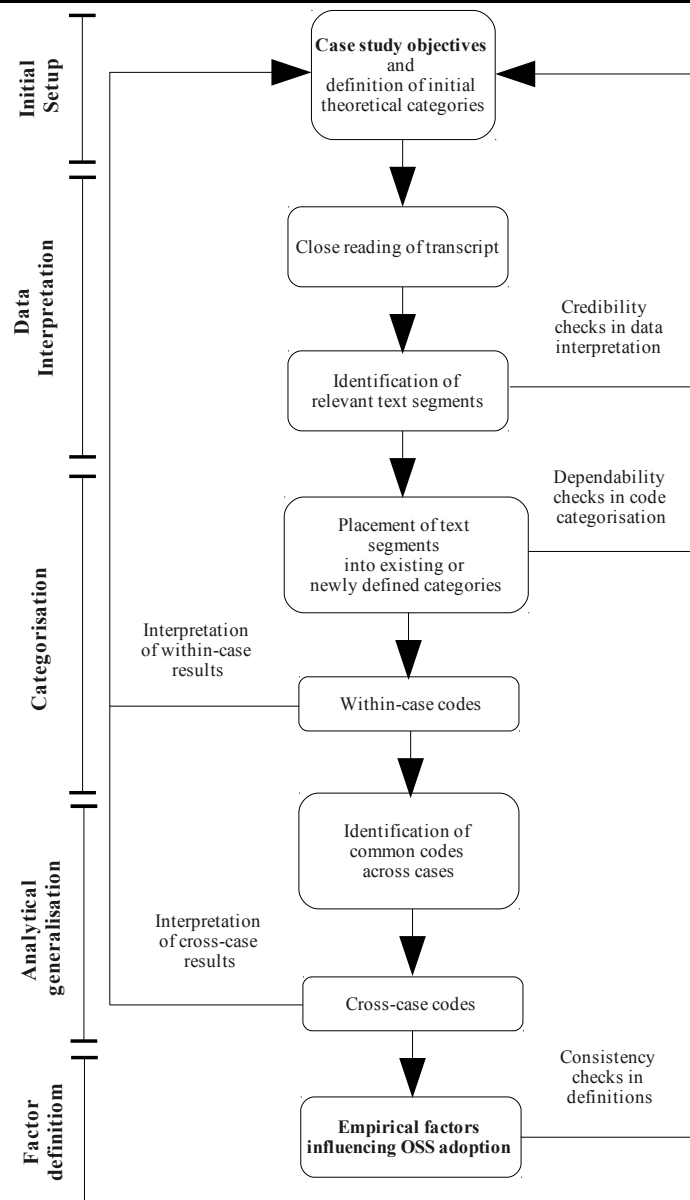 Initial
Setup
Case study objectives
and
definition of initial
theoretical categories
Data
Interpretation
Close reading of transcript
Credibility
checks in data
interpretation
Identification of
relevant text segments
Dependability
checks in code
categorisation
Categorisation
Placement of text
segments
into existing or
newly defined categories
Interpretation
of within-case
results
Within-case codes
Analytical
generalisation
Identification of
common codes
across cases
Interpretation
of cross-case
results
Cross-case codes
Factor
definitiom
Consistency
checks in
definitions
Empirical factors
influencing OSS adoption